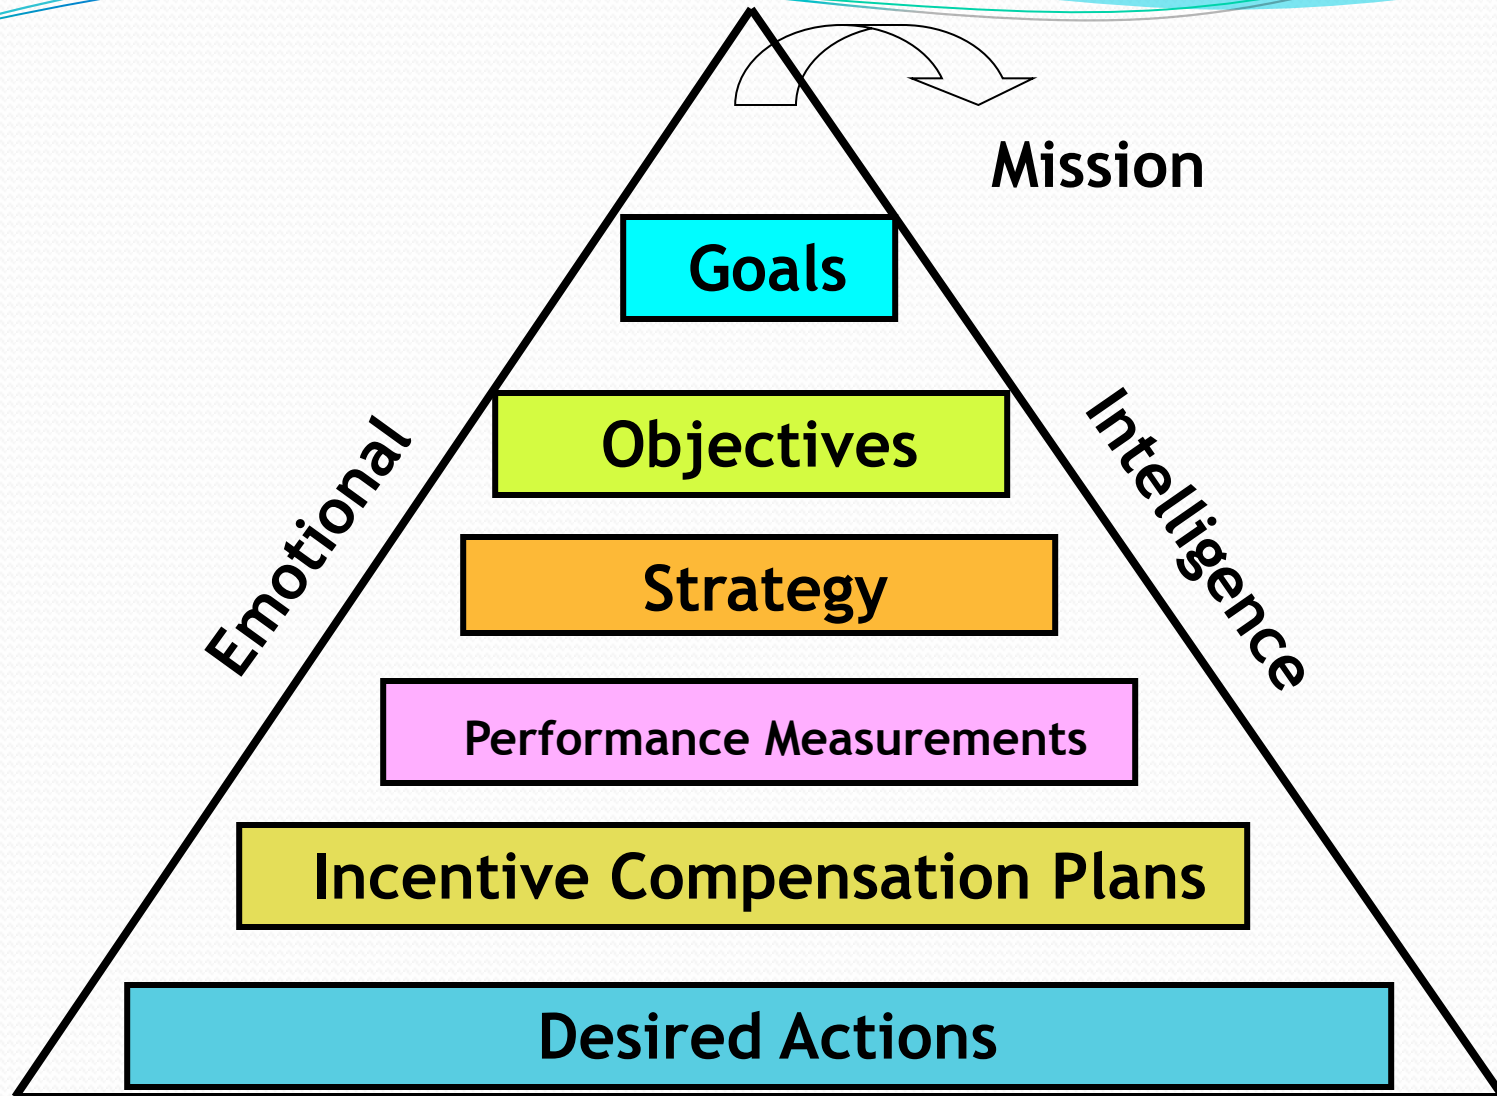 Mission
Goals
Emotional
Intelligence
Objectives
Strategy
Performance Measurements
Incentive Compensation Plans
Desired Actions